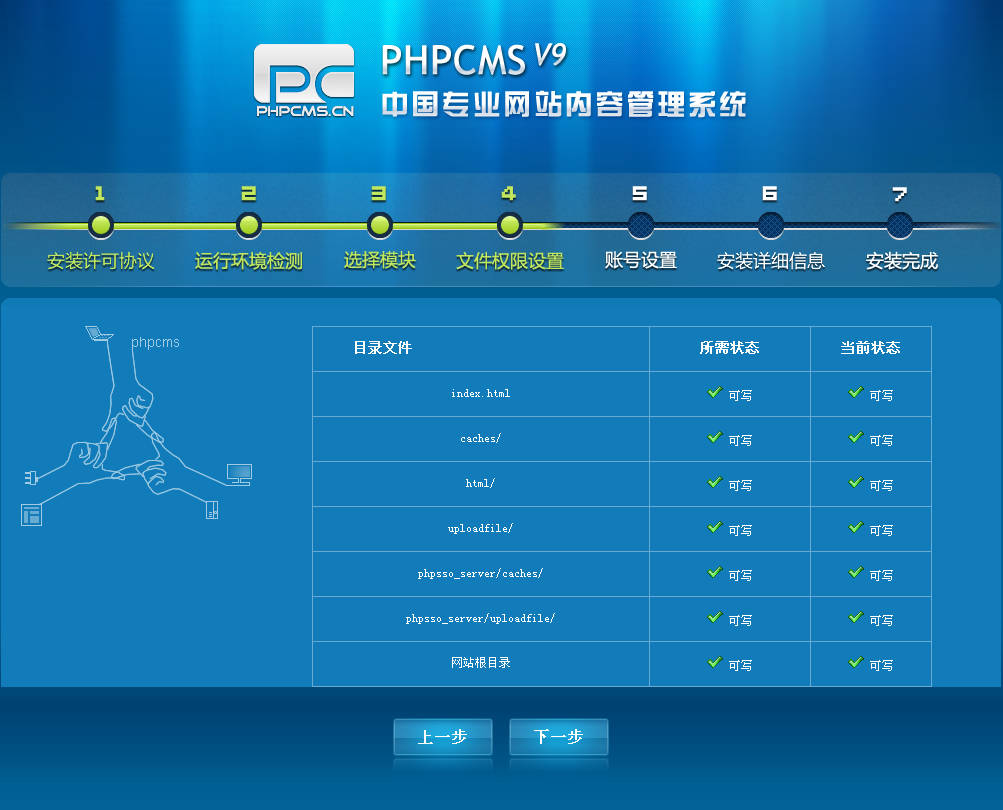 PHPCMS V9
PHPCMS.CN
中国专业网站内容管理系统
1 2 3 4 5 6 7
安装许可协议 运行环境检测 选择模块 文件权限设置 账号设置 安装详细信息 安装完成
phpcms
目录文件 所需状态 当前状态
index.html 可写 可写
caches/ 可写 可写
html/ 可写 可写
uploadfile/ 可写 可写
phpsso_server/caches/ 可写 可写
phpsso_server/uploadfile/ 可写 可写
网站根目录 可写 可写
上一步 下一步